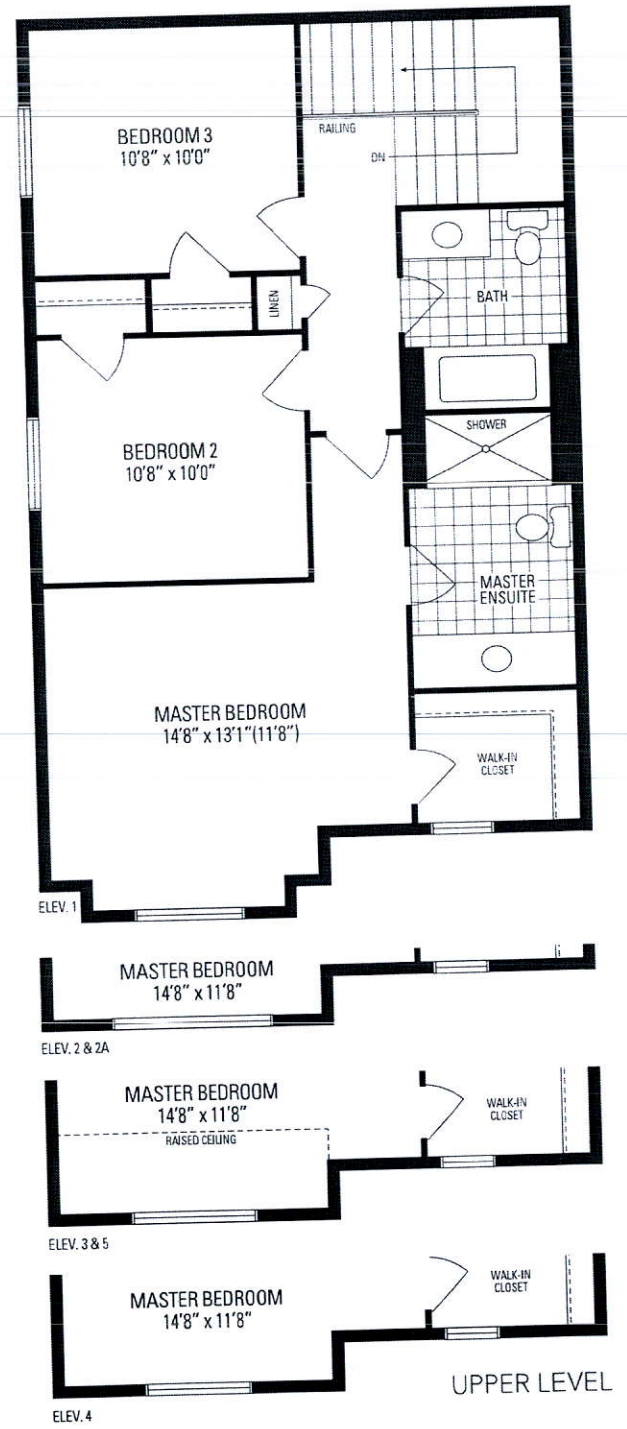 BEDROOM 3
10'8" x 10'0"
RAILING
DN
LINEN
BATH
BEDROOM 2
10'8" x 10'0"
SHOWER
MASTER
ENSUITE
MASTER BEDROOM
14'8" x 13'1"(11'8")
WALK-IN
CLOSET
ELEV. 1
MASTER BEDROOM
14'8" x 11'8"
ELEV. 2 & 2A
MASTER BEDROOM
14'8" x 11'8"
RAISED CEILING
WALK-IN
CLOSET
ELEV. 3 & 5
MASTER BEDROOM
14'8" x 11'8"
WALK-IN
CLOSET
UPPER LEVEL
ELEV. 4